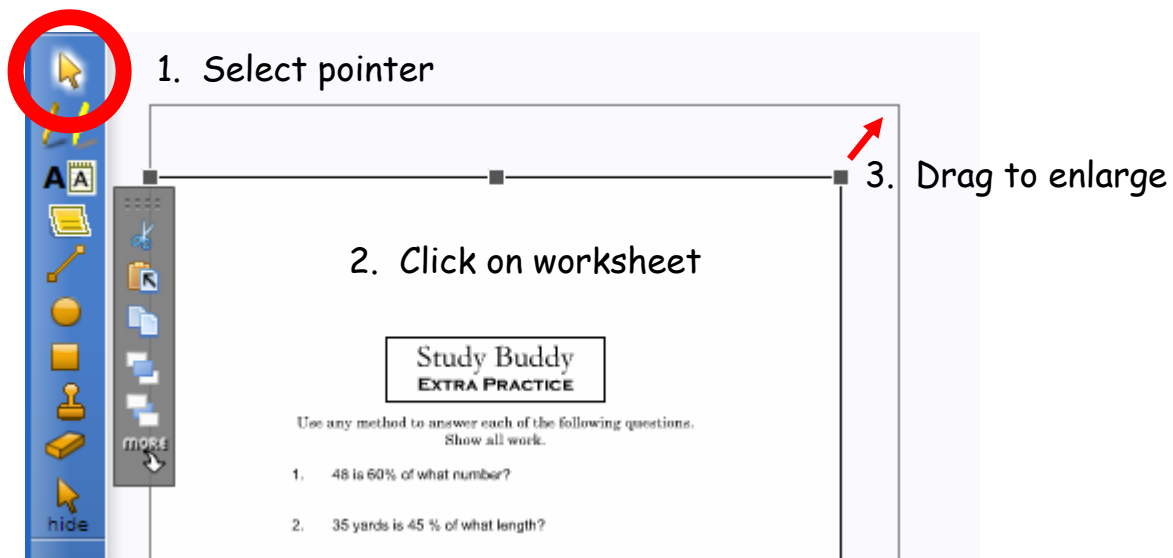 1. Select pointer
3. Drag to enlarge
A A
2. Click on worksheet
Study Buddy
EXTRA PRACTICE
Use any method to answer each of the following questions.
Show all work.
MORE
1. 48 is 60% of what number?
hide
2. 35 yards is 45 % of what length?